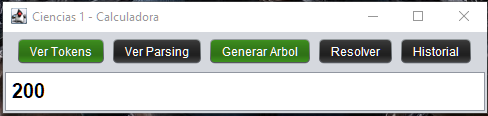 Ciencias 1 - Calculadora
Ver Tokens Ver Parsing Generar Arbol Resolver Historial
200